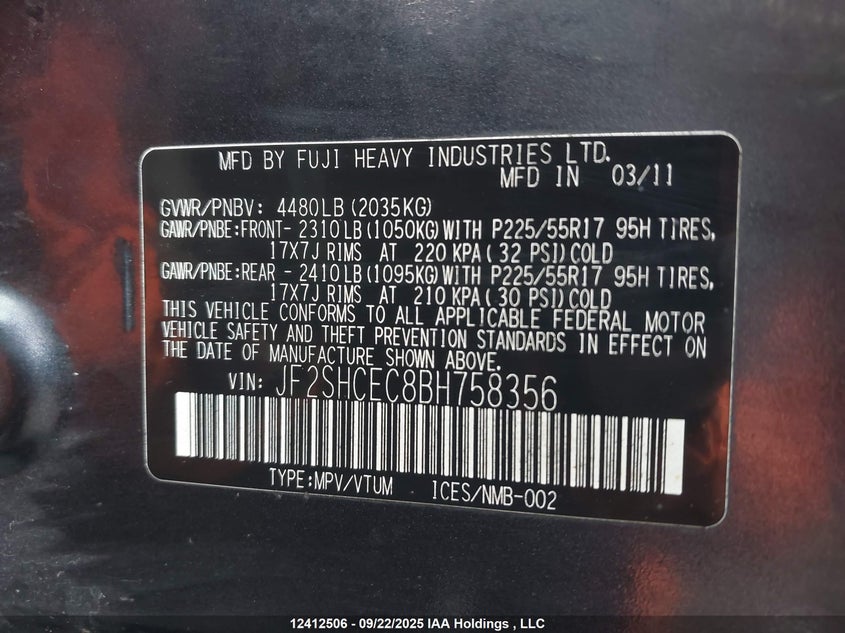 MFD BY FUJI HEAVY INDUSTRIES LTD.
MFD IN 03/11
GVWR/PNBV: 4480LB (2035KG)
GAWR/PNBE:FRONT- 2310LB (1050KG) WITH P225/55R17 95H TIRES,
17X7J RIMS AT 220 KPA ( 32 PSI) COLD
GAWR/PNBE:REAR - 2410LB (1095KG) WITH P225/55R17 95H TIRES,
17X7J RIMS AT 210 KPA ( 30 PSI) COLD
THIS VEHICLE CONFORMS TO ALL APPLICABLE FEDERAL MOTOR
VEHICLE SAFETY AND THEFT PREVENTION STANDARDS IN EFFECT ON
THE DATE OF MANUFACTURE SHOWN ABOVE.
VIN: JF2SHCEC8BH758356
TYPE:MPV/VTUM ICES/NMB-002
12412506 - 09/22/2025 IAA Holdings , LLC